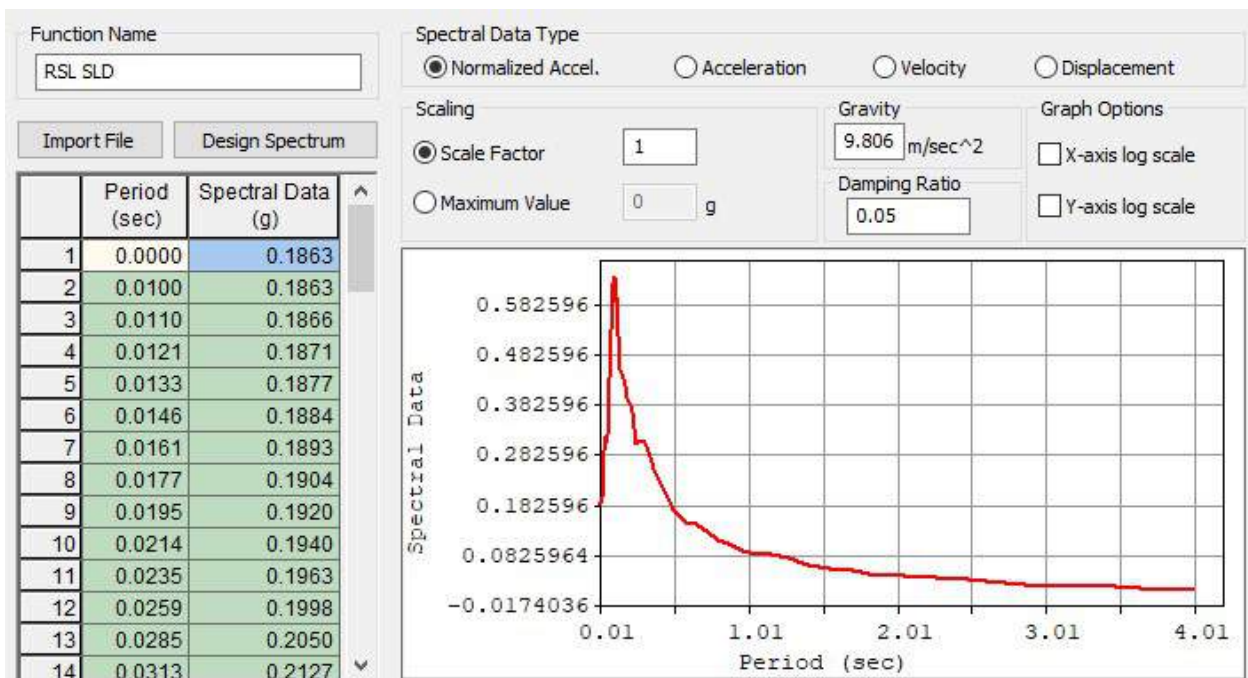 Function Name
RSL SLD
Import File Design Spectrum
Period (sec) Spectral Data (g)
1 0.0000 0.1863
2 0.0100 0.1863
3 0.0110 0.1866
4 0.0121 0.1871
5 0.0133 0.1877
6 0.0146 0.1884
7 0.0161 0.1893
8 0.0177 0.1904
9 0.0195 0.1920
10 0.0214 0.1940
11 0.0235 0.1963
12 0.0259 0.1998
13 0.0285 0.2050
14 0.0313 0.2127
Spectral Data Type
Normalized Accel. Acceleration Velocity Displacement
Scaling
Scale Factor 1
Maximum Value 0 g
Gravity
9.806 m/sec^2
Damping Ratio
0.05
Graph Options
X-axis log scale
Y-axis log scale
Spectral Data
0.582596
0.482596
0.382596
0.282596
0.182596
0.0825964
-0.0174036
0.01 1.01 2.01 3.01 4.01
Period (sec)